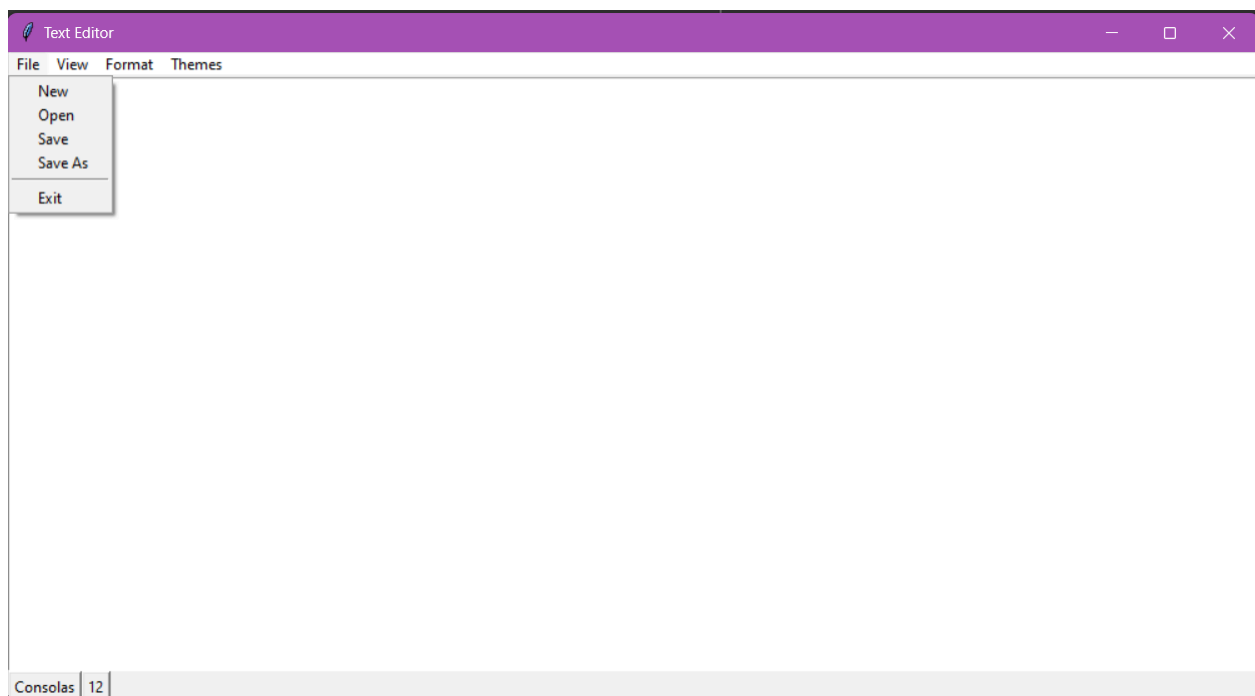 Text Editor
File View Format Themes
New
Open
Save
Save As
Exit
Consolas 12